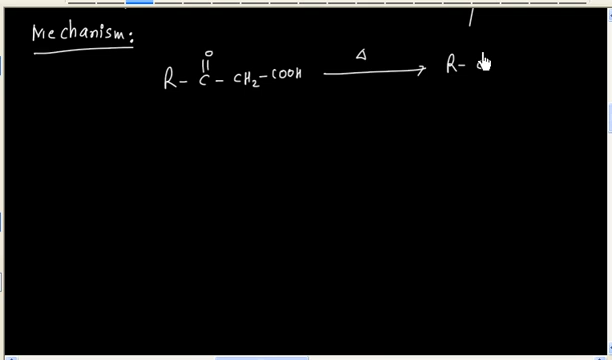 Mechanism:
O
||
R - C - CH2 - COOH ⟶ R -
Δ